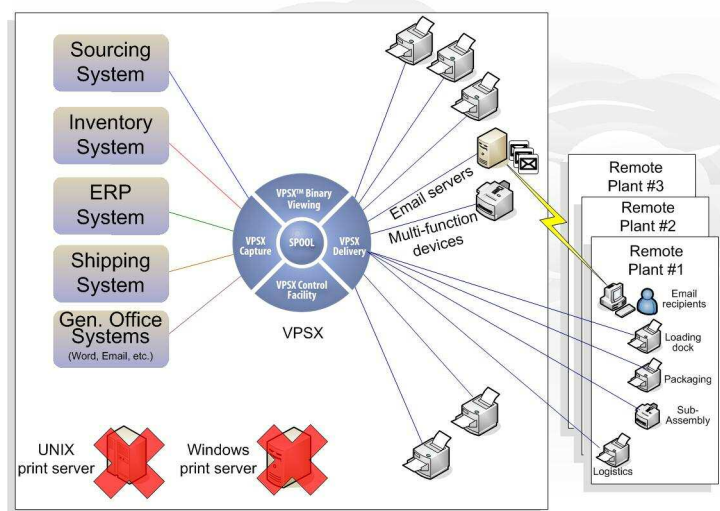 Sourcing
System
Inventory
System
ERP
System
Shipping
System
Gen. Office
Systems
(Word, Email, etc.)
VPSX™ Binary
Viewing
VPSX
Capture
SPOOL
VPSX
Delivery
VPSX Control
Facility
VPSX
Email servers
Multi-function
devices
UNIX
print server
Windows
print server
Remote
Plant #3
Remote
Plant #2
Remote
Plant #1
Email
recipients
Loading
dock
Packaging
Sub-
Assembly
Logistics